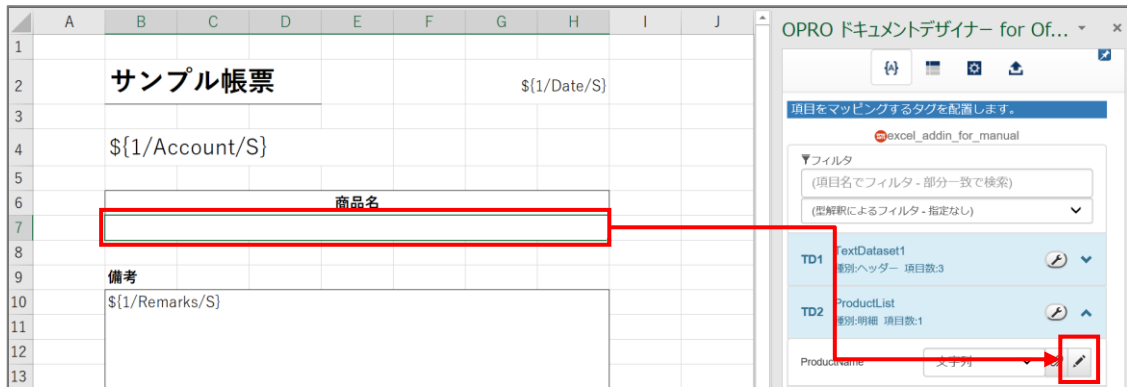 A B C D E F G H I J
1
2 サンプル帳票 ${1/Date/S}
3
4 ${1/Account/S}
5
6 商品名
7
8
9 備考
10 ${1/Remarks/S}
11
12
13
OPRO ドキュメントデザイナー for Of...
{A}
項目をマッピングするタグを配置します。
excel_addin_for_manual
フィルタ
(項目名でフィルタ - 部分一致で検索)
(型解釈によるフィルタ - 指定なし)
TD1 TextDataset1
種別:ヘッダー 項目数:3
TD2 ProductList
種別:明細 項目数:1
ProductName 文字列